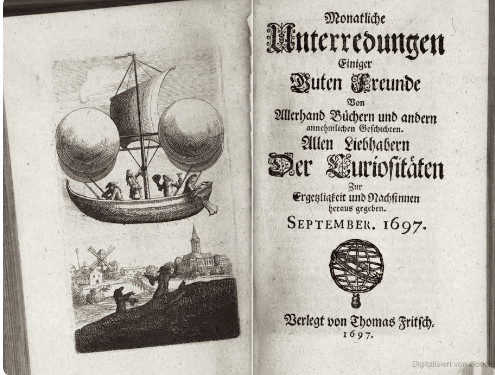 Monatliche
Unterredungen
Einiger
Guten Freunde
Von
Allerhand Büchern und andern
annehmlichen Geschichten.
Allen Liebhabern
Der Curiositäten
Zur
Ergetzligkeit und Nachsinnen
heraus gegeben.
SEPTEMBER. 1697.
Verlegt von Thomas Fritsch.
1697.
Digitalisiert von Google